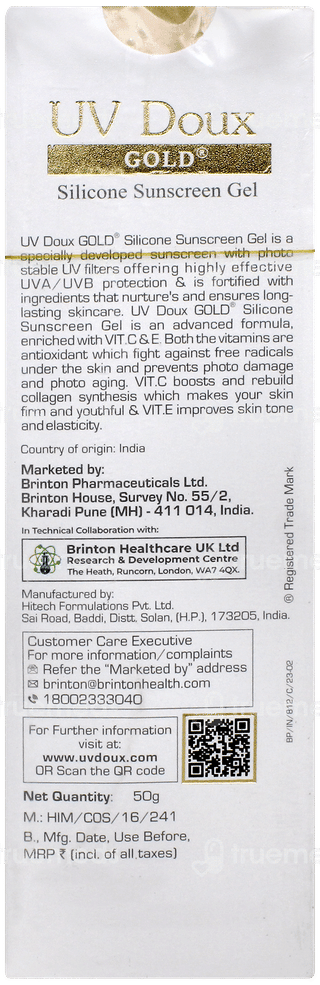 UV Doux
GOLD®
Silicone Sunscreen Gel
UV Doux GOLD® Silicone Sunscreen Gel is a
specially developed sunscreen with photo
stable UV filters offering highly effective
UVA/UVB protection & is fortified with
ingredients that nurture's and ensures long-
lasting skincare. UV Doux GOLD® Silicone
Sunscreen Gel is an advanced formula,
enriched with VIT.C & E. Both the vitamins are
antioxidant which fight against free radicals
under the skin and prevents photo damage
and photo aging. VIT.C boosts and rebuild
collagen synthesis which makes your skin
firm and youthful & VIT.E improves skin tone
and elasticity.
Country of origin: India
Marketed by:
Brinton Pharmaceuticals Ltd.
Brinton House, Survey No. 55/2,
Kharadi Pune (MH) - 411 014, India.
In Technical Collaboration with:
Brinton Healthcare UK Ltd
Research & Development Centre
The Heath, Runcorn, London, WA7 4QX.
Manufactured by:
Hitech Formulations Pvt. Ltd.
Sai Road, Baddi, Distt. Solan, (H.P.), 173205, India.
® Registered Trade Mark
Customer Care Executive
For more information/complaints
Refer the "Marketed by" address
brinton@brintonhealth.com
18002333040
BP/IN/812/C/23-02
For Further information
visit at:
www.uvdoux.com
OR Scan the QR code
Net Quantity: 50g
M.: HIM/COS/16/241
B., Mfg. Date, Use Before,
MRP ₹ (incl. of all taxes)